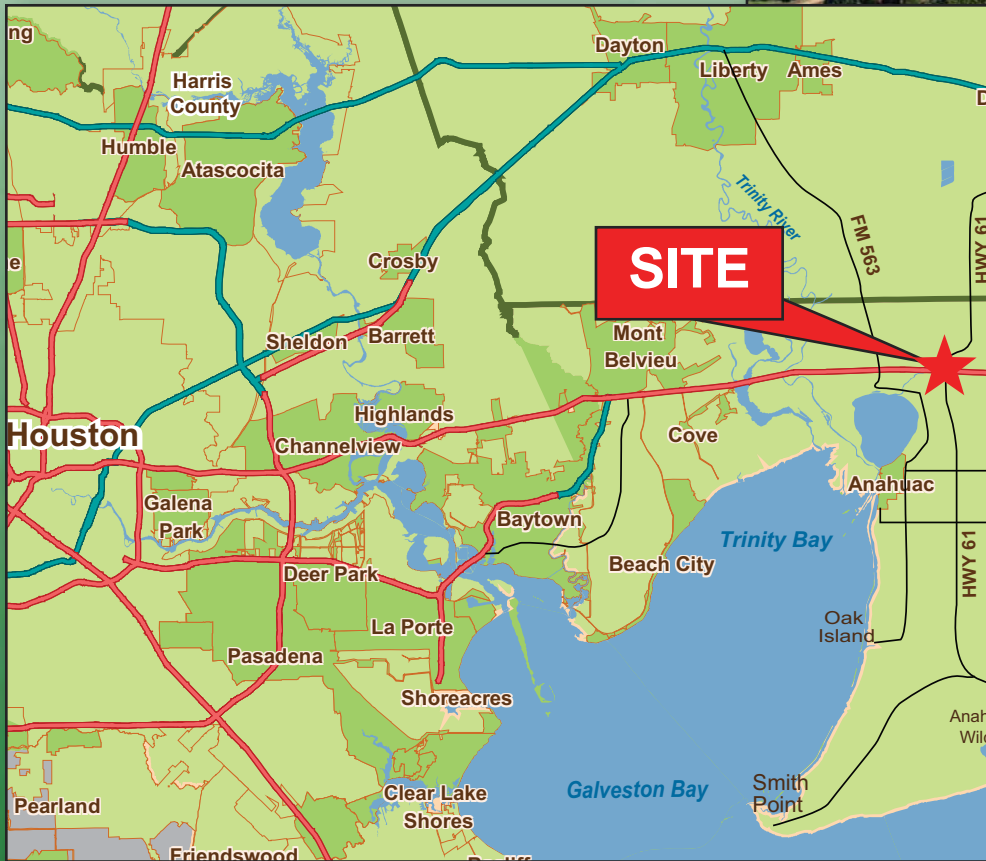 ng
Dayton
Liberty
Ames
Harris
County
D
Humble
Atascocita
Trinity River
FM 563
HWY 61
SITE
e
Crosby
Sheldon
Barrett
Mont
Belvieu
Highlands
Houston
Channelview
Cove
Galena
Park
Baytown
Anahuac
Trinity Bay
Beach City
HWY 61
Deer Park
La Porte
Oak
Island
Pasadena
Shoreacres
Anah
Wild
Galveston Bay
Smith
Point
Pearland
Clear Lake
Shores
Friendswood